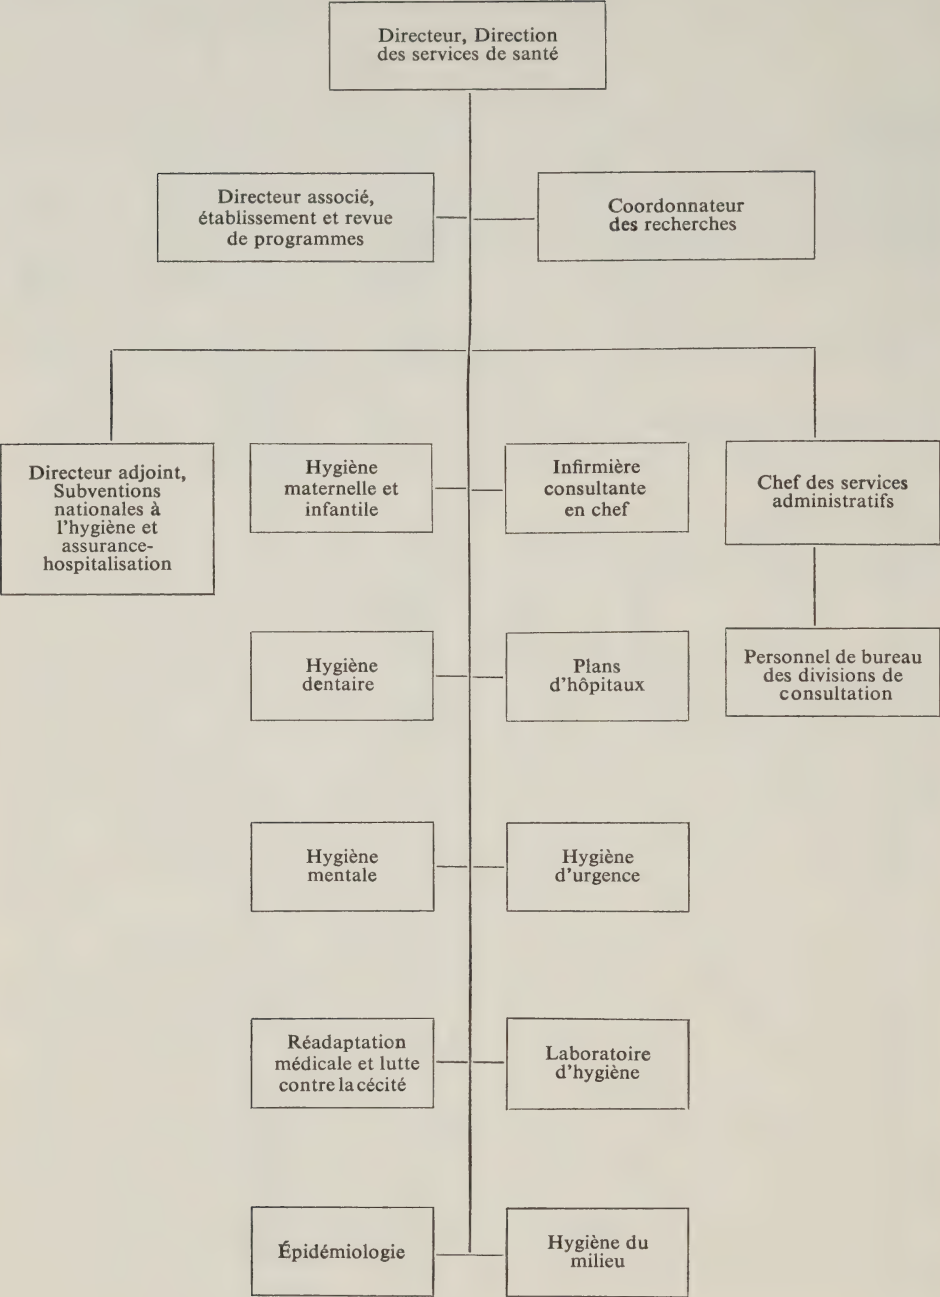 Directeur, Direction
des services de santé
Directeur associé,
établissement et revue
de programmes
Coordonnateur
des recherches
Directeur adjoint,
Subventions
nationales à
l'hygiène et
assurance-
hospitalisation
Hygiène
maternelle et
infantile
Infirmière
consultante
en chef
Chef des services
administratifs
Hygiène
dentaire
Plans
d'hôpitaux
Personnel de bureau
des divisions de
consultation
Hygiène
mentale
Hygiène
d'urgence
Réadaptation
médicale et lutte
contre la cécité
Laboratoire
d'hygiène
Épidémiologie
Hygiène du
milieu